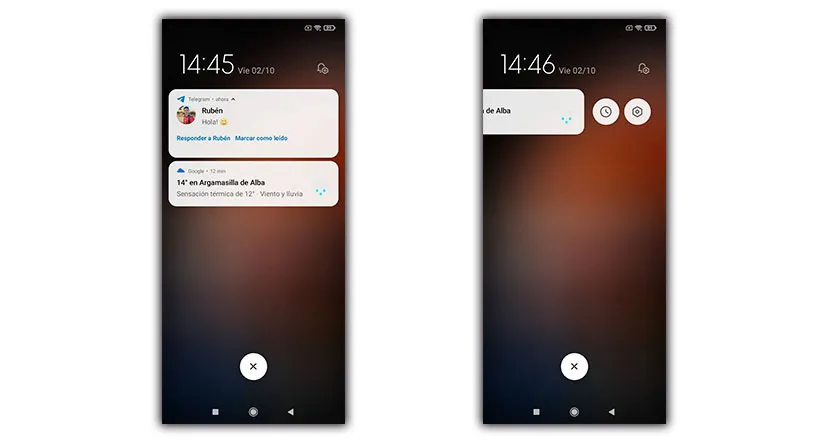 14:45 Vie 02/10
Telegram • ahora
Rubén
Hola!
Responder a Rubén Marcar como leído
Google • 12 min
14° en Argamasilla de Alba
Sensación térmica de 12° · Viento y lluvia
14:46 Vie 02/10
de Alba